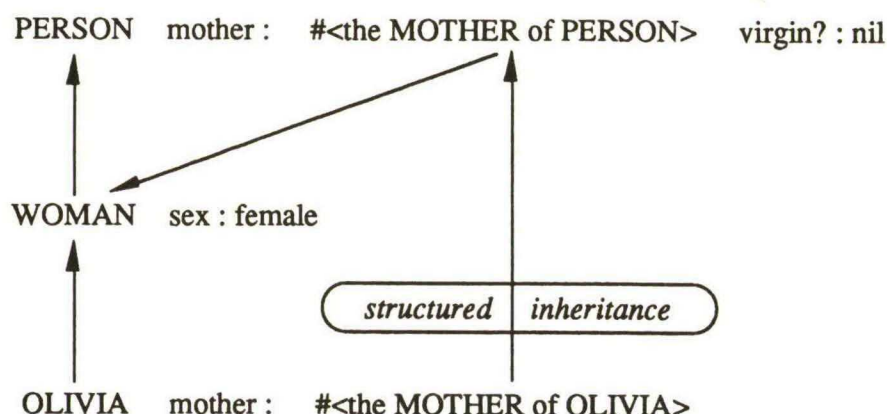 PERSON mother : #<the MOTHER of PERSON> virgin? : nil
WOMAN sex : female
structured inheritance
OLIVIA mother : #<the MOTHER of OLIVIA>